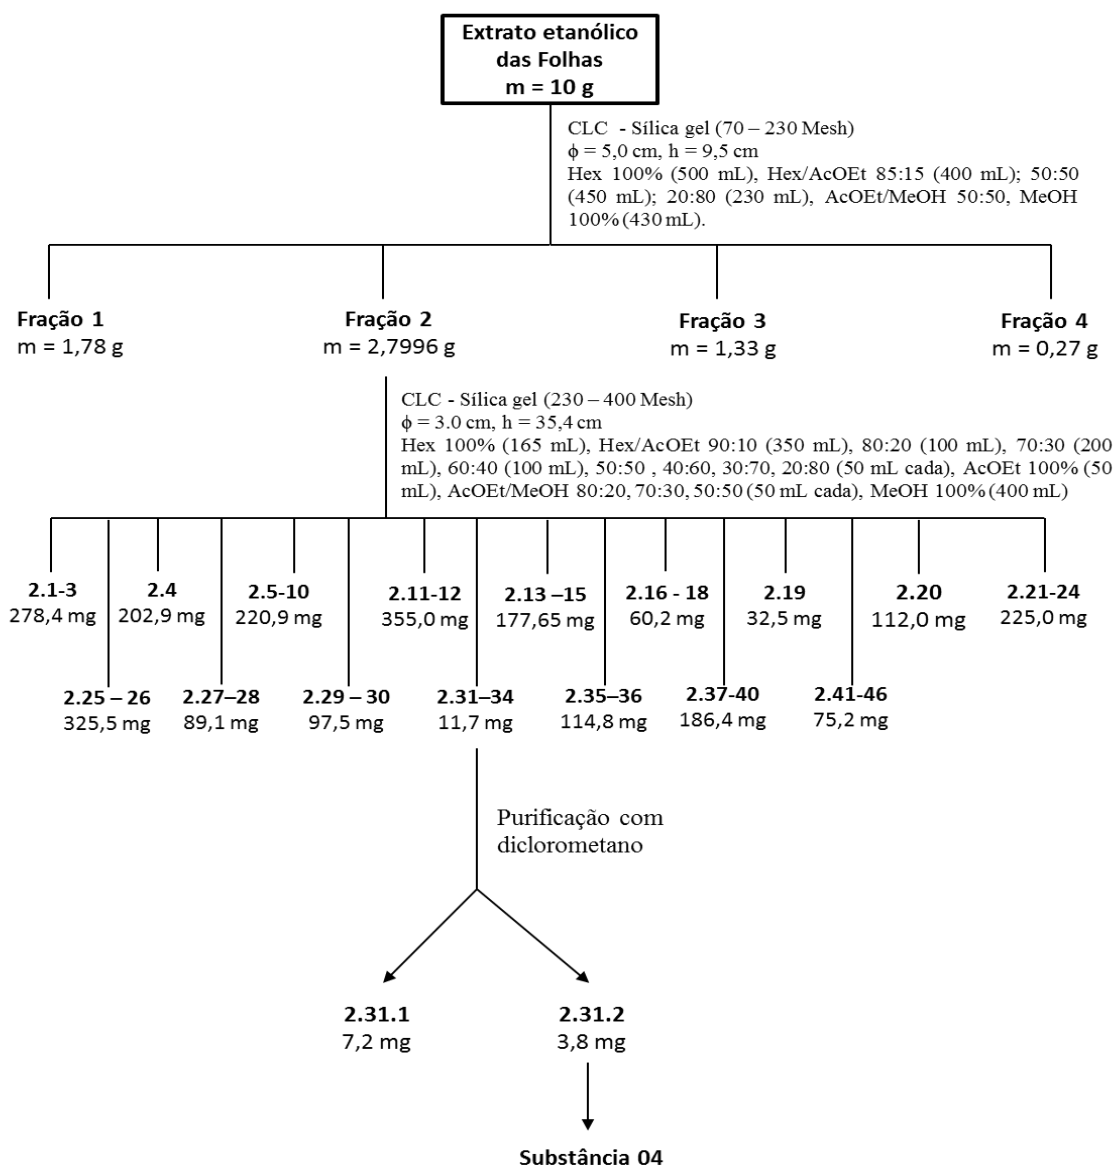 Extrato etanólico
das Folhas
m = 10 g
CLC - Sílica gel (70 – 230 Mesh)
ϕ = 5,0 cm, h = 9,5 cm
Hex 100% (500 mL), Hex/AcOEt 85:15 (400 mL); 50:50
(450 mL); 20:80 (230 mL), AcOEt/MeOH 50:50, MeOH
100% (430 mL).
Fração 1
m = 1,78 g
Fração 2
m = 2,7996 g
Fração 3
m = 1,33 g
Fração 4
m = 0,27 g
CLC - Sílica gel (230 – 400 Mesh)
ϕ = 3.0 cm, h = 35,4 cm
Hex 100% (165 mL), Hex/AcOEt 90:10 (350 mL), 80:20 (100 mL), 70:30 (200
mL), 60:40 (100 mL), 50:50 , 40:60, 30:70, 20:80 (50 mL cada), AcOEt 100% (50
mL), AcOEt/MeOH 80:20, 70:30, 50:50 (50 mL cada), MeOH 100% (400 mL)
2.1-3
278,4 mg
2.4
202,9 mg
2.5-10
220,9 mg
2.11-12
355,0 mg
2.13 –15
177,65 mg
2.16 - 18
60,2 mg
2.19
32,5 mg
2.20
112,0 mg
2.21-24
225,0 mg
2.25 – 26
325,5 mg
2.27–28
89,1 mg
2.29 – 30
97,5 mg
2.31–34
11,7 mg
2.35–36
114,8 mg
2.37-40
186,4 mg
2.41-46
75,2 mg
Purificação com
diclorometano
2.31.1
7,2 mg
2.31.2
3,8 mg
Substância 04